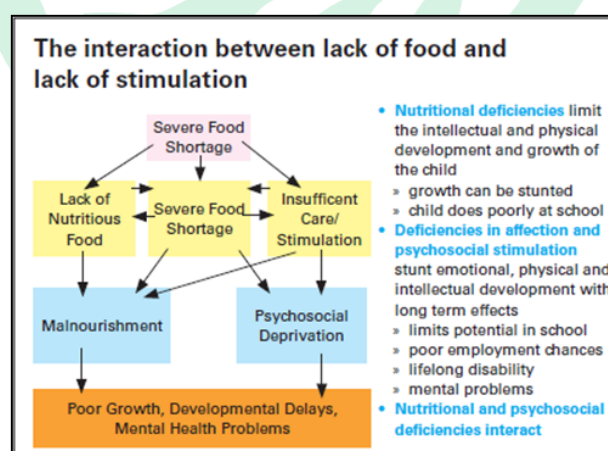 The interaction between lack of food and
lack of stimulation
Severe Food
Shortage
Lack of
Nutritious
Food
Severe Food
Shortage
Insufficent
Care/
Stimulation
Malnourishment
Psychosocial
Deprivation
Poor Growth, Developmental Delays,
Mental Health Problems
• Nutritional deficiencies limit
the intellectual and physical
development and growth of
the child
» growth can be stunted
» child does poorly at school
• Deficiencies in affection and
psychosocial stimulation
stunt emotional, physical and
intellectual development with
long term effects
» limits potential in school
» poor employment chances
» lifelong disability
» mental problems
• Nutritional and psychosocial
deficiencies interact